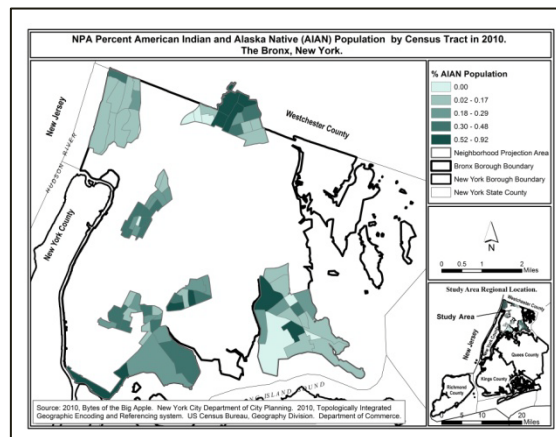 NPA Percent American Indian and Alaska Native (AIAN) Population by Census Tract in 2010.
The Bronx, New York.
New Jersey
HUDSON RIVER
New York County
Westchester County
% AIAN Population
0.00
0.02 - 0.17
0.18 - 0.29
0.30 - 0.48
0.52 - 0.92
Neighborhood Projection Area
Bronx Borough Boundary
New York Borough Boundary
New York State County
N
0 0.5 1 2
Miles
Study Area Regional Location.
Westchester County
Study Area
New Jersey
Kings County
Richmond County
0 10 20
Miles
ISLAND SOUND
Source: 2010, Bytes of the Big Apple. New York City Department of City Planning. 2010, Topologically Integrated
Geographic Encoding and Referencing system. US Census Bureau, Geography Division. Department of Commerce.